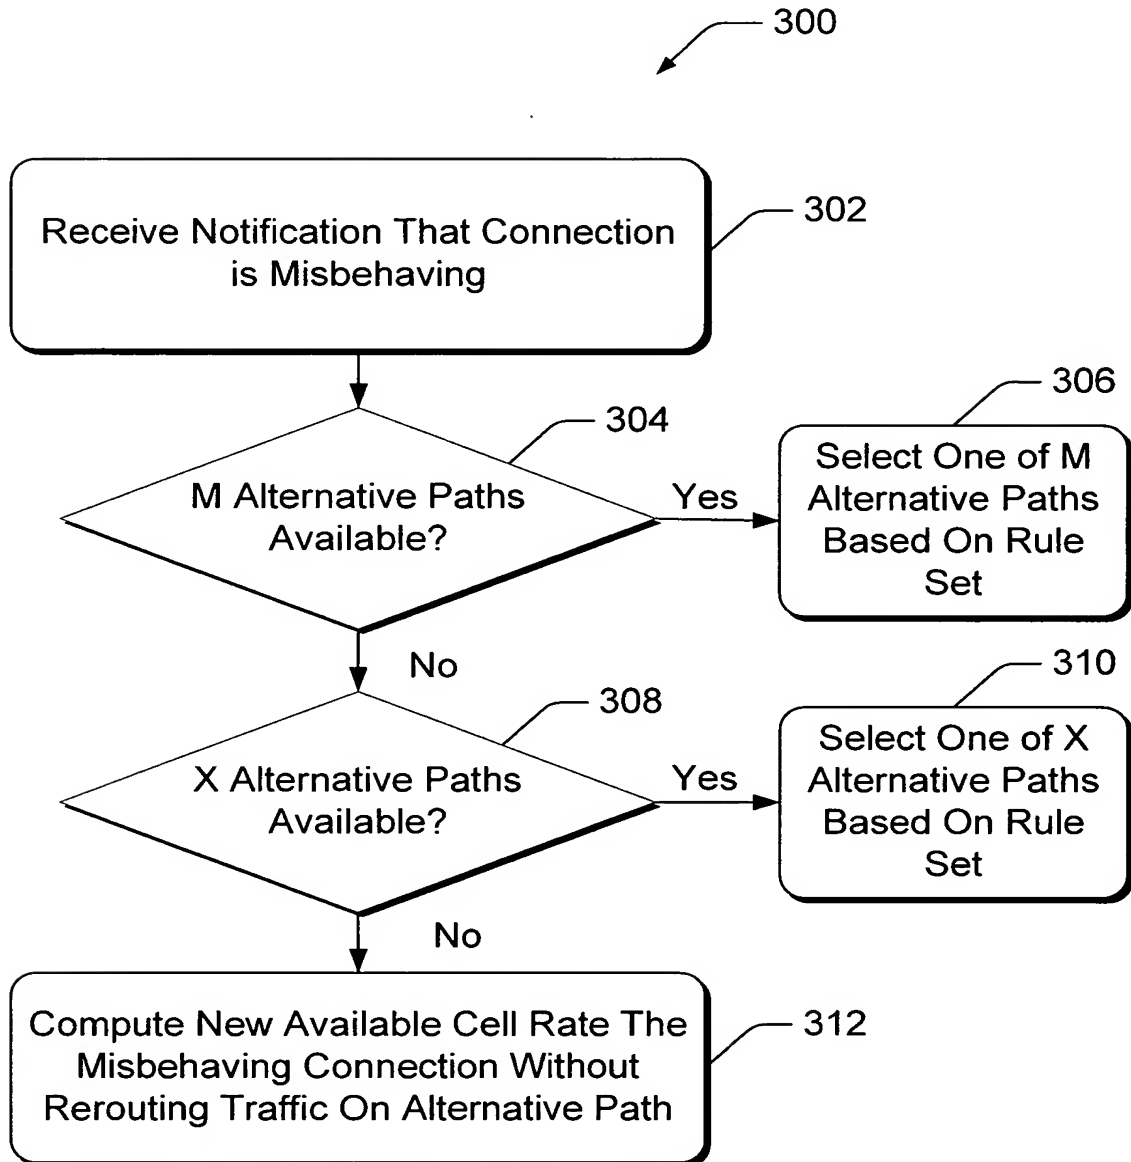 300
Receive Notification That Connection
is Misbehaving
302
304
M Alternative Paths
Available?
Yes
306
Select One of M
Alternative Paths
Based On Rule
Set
No
308
X Alternative Paths
Available?
Yes
310
Select One of X
Alternative Paths
Based On Rule
Set
No
Compute New Available Cell Rate The
Misbehaving Connection Without
Rerouting Traffic On Alternative Path
312